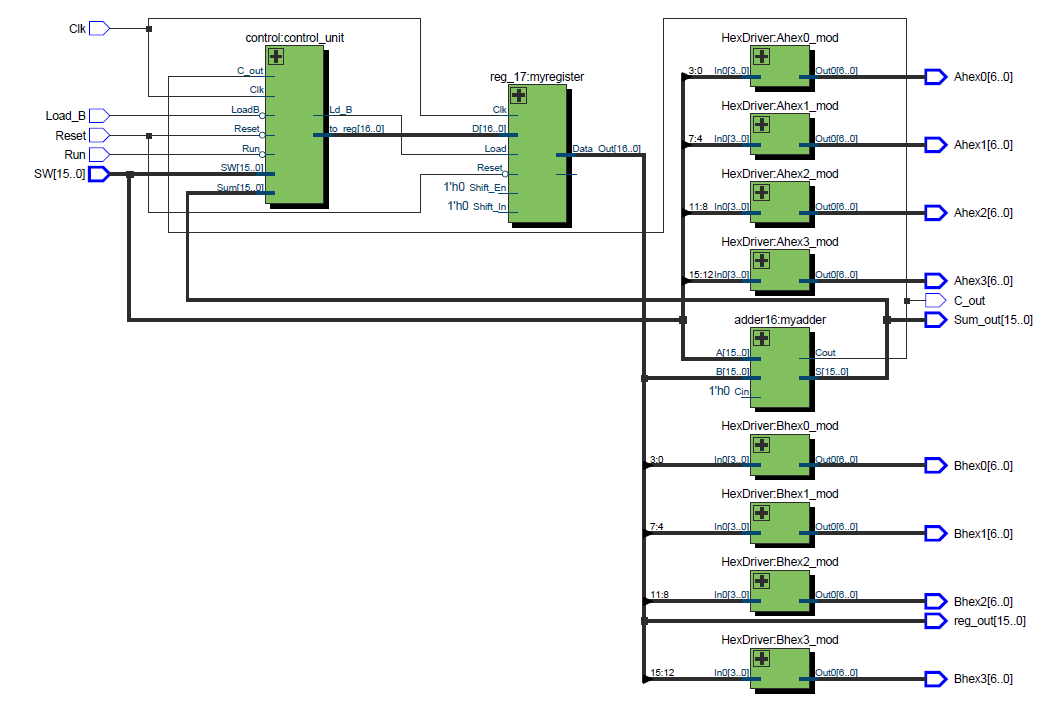 Clk
Load_B
Reset
Run
SW[15..0]
control:control_unit
C_out
Clk
LoadB
Reset
Run
SW[15..0]
Sum[15..0]
Ld_B
to_reg[16..0]
reg_17:myregister
Clk
D[16..0]
Load
Reset
1'h0 Shift_En
1'h0 Shift_In
Data_Out[16..0]
HexDriver:Ahex0_mod
3:0 In0[3..0] Out0[6..0] Ahex0[6..0]
HexDriver:Ahex1_mod
7:4 In0[3..0] Out0[6..0] Ahex1[6..0]
HexDriver:Ahex2_mod
11:8 In0[3..0] Out0[6..0] Ahex2[6..0]
HexDriver:Ahex3_mod
15:12 In0[3..0] Out0[6..0] Ahex3[6..0]
C_out
Sum_out[15..0]
adder16:myadder
A[15..0] Cout
B[15..0] S[15..0]
1'h0 Cin
HexDriver:Bhex0_mod
3:0 In0[3..0] Out0[6..0] Bhex0[6..0]
HexDriver:Bhex1_mod
7:4 In0[3..0] Out0[6..0] Bhex1[6..0]
HexDriver:Bhex2_mod
11:8 In0[3..0] Out0[6..0] Bhex2[6..0]
reg_out[15..0]
HexDriver:Bhex3_mod
15:12 In0[3..0] Out0[6..0] Bhex3[6..0]